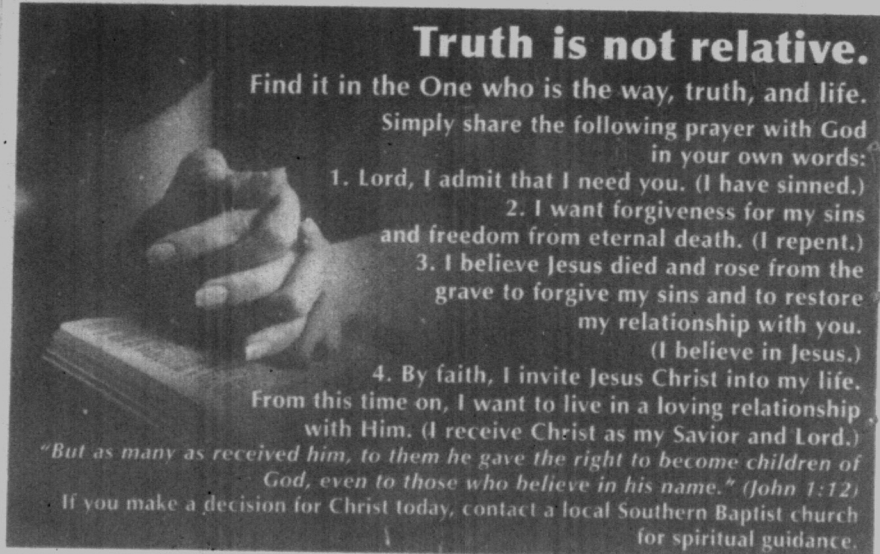 Truth is not relative.
Find it in the One who is the way, truth, and life.
Simply share the following prayer with God
in your own words:
1. Lord, I admit that I need you. (I have sinned.)
2. I want forgiveness for my sins
and freedom from eternal death. (I repent.)
3. I believe Jesus died and rose from the
grave to forgive my sins and to restore
my relationship with you.
(I believe in Jesus.)
4. By faith, I invite Jesus Christ into my life.
From this time on, I want to live in a loving relationship
with Him. (I receive Christ as my Savior and Lord.)
"But as many as received him, to them he gave the right to become children of
God, even to those who believe in his name." (John 1:12)
If you make a decision for Christ today, contact a local Southern Baptist church
for spiritual guidance.